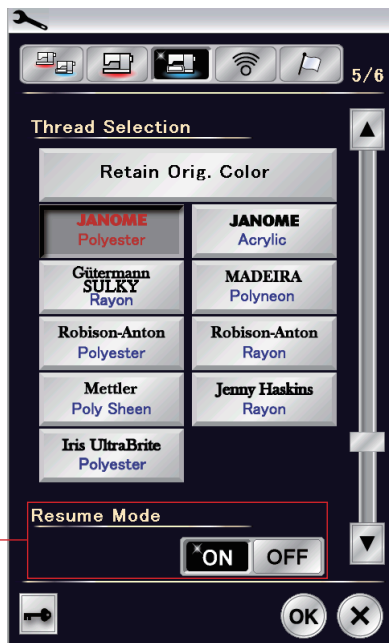 5/6
Thread Selection
Retain Orig. Color
JANOME
Polyester
JANOME
Acrylic
Gütermann
SULKY
Rayon
MADEIRA
Polyneon
Robison-Anton
Polyester
Robison-Anton
Rayon
Mettler
Poly Sheen
Jenny Haskins
Rayon
Iris UltraBrite
Polyester
Resume Mode
ON OFF
OK